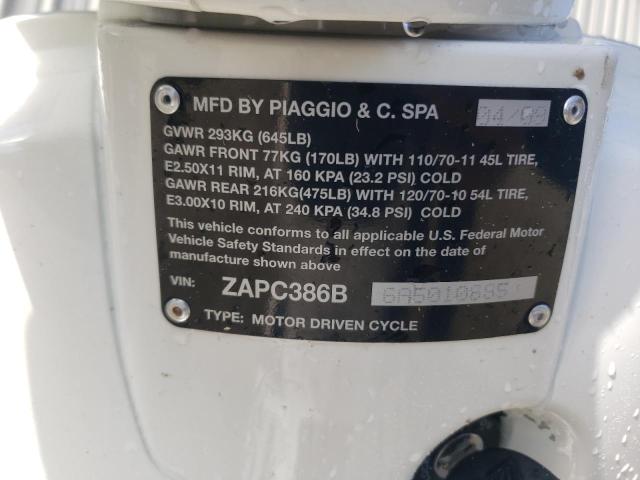 MFD BY PIAGGIO & C. SPA
GVWR 293KG (645LB)
GAWR FRONT 77KG (170LB) WITH 110/70-11 45L TIRE,
E2.50X11 RIM, AT 160 KPA (23.2 PSI) COLD
GAWR REAR 216KG(475LB) WITH 120/70-10 54L TIRE,
E3.00X10 RIM, AT 240 KPA (34.8 PSI) COLD
This vehicle conforms to all applicable U.S. Federal Motor
Vehicle Safety Standards in effect on the date of
manufacture shown above
VIN: ZAPC386B
TYPE: MOTOR DRIVEN CYCLE